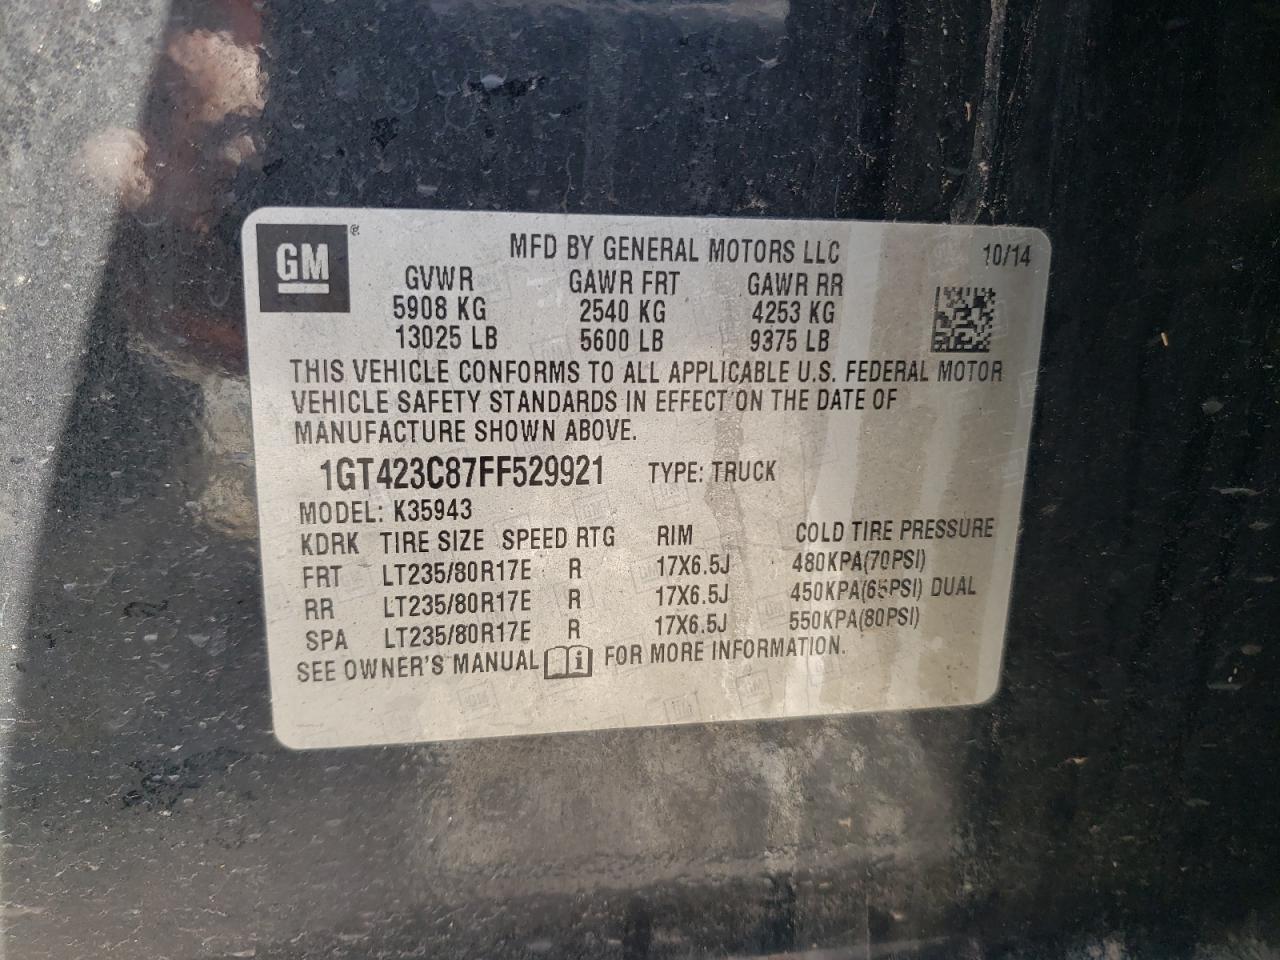 GM ®
MFD BY GENERAL MOTORS LLC 10/14
GVWR GAWR FRT GAWR RR
5908 KG 2540 KG 4253 KG
13025 LB 5600 LB 9375 LB
THIS VEHICLE CONFORMS TO ALL APPLICABLE U.S. FEDERAL MOTOR
VEHICLE SAFETY STANDARDS IN EFFECT ON THE DATE OF
MANUFACTURE SHOWN ABOVE.
1GT423C87FF529921 TYPE: TRUCK
MODEL: K35943
KDRK TIRE SIZE SPEED RTG RIM COLD TIRE PRESSURE
FRT LT235/80R17E R 17X6.5J 480KPA(70PSI)
RR LT235/80R17E R 17X6.5J 450KPA(65PSI) DUAL
SPA LT235/80R17E R 17X6.5J 550KPA(80PSI)
SEE OWNER'S MANUAL i FOR MORE INFORMATION.